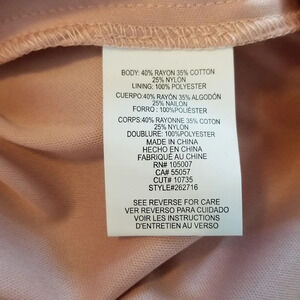 BODY: 40% RAYON 35% COTTON
25% NYLON
LINING: 100% POLYESTER
CUERPO:40% RAYÓN 35% ALGODÓN
25% NAILON
FORRO : 100%POLIÉSTER
CORPS:40% RAYONNE 35% COTON
25% NYLON
DOUBLURE: 100%POLYESTER
MADE IN CHINA
HECHO EN CHINA
FABRIQUÉ AU CHINE
RN# 105007
CA# 55057
CUT# 10735
STYLE#262716
SEE REVERSE FOR CARE
VER REVERSO PARA CUIDADO
VOIR LES INSTRUCTIONS
D'ENTRETIEN AU VERSO